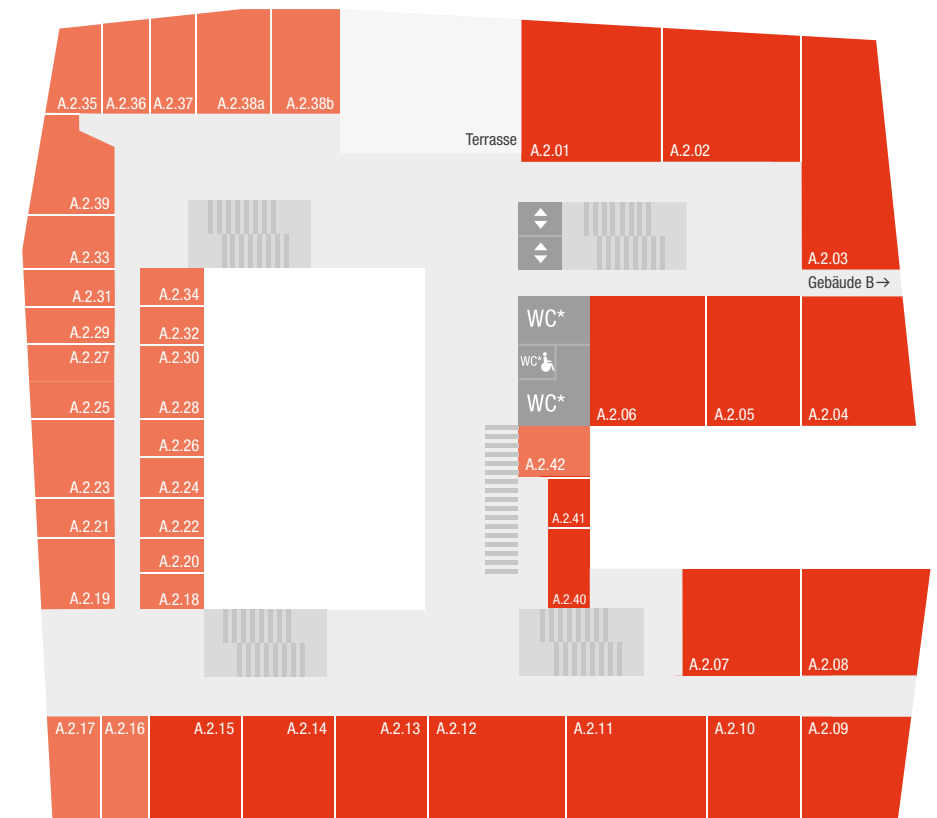 A.2.35 A.2.36 A.2.37 A.2.38a A.2.38b
Terrasse
A.2.01 A.2.02
A.2.39
A.2.33 A.2.03
Gebäude B→
A.2.31 A.2.34
WC*
A.2.29 A.2.32
A.2.27 A.2.30
WC*
A.2.25 A.2.28
WC*
A.2.06 A.2.05 A.2.04
A.2.26
A.2.42
A.2.23 A.2.24
A.2.41
A.2.21 A.2.22
A.2.20
A.2.19 A.2.18
A.2.40
A.2.07 A.2.08
A.2.17 A.2.16 A.2.15 A.2.14 A.2.13 A.2.12 A.2.11 A.2.10 A.2.09